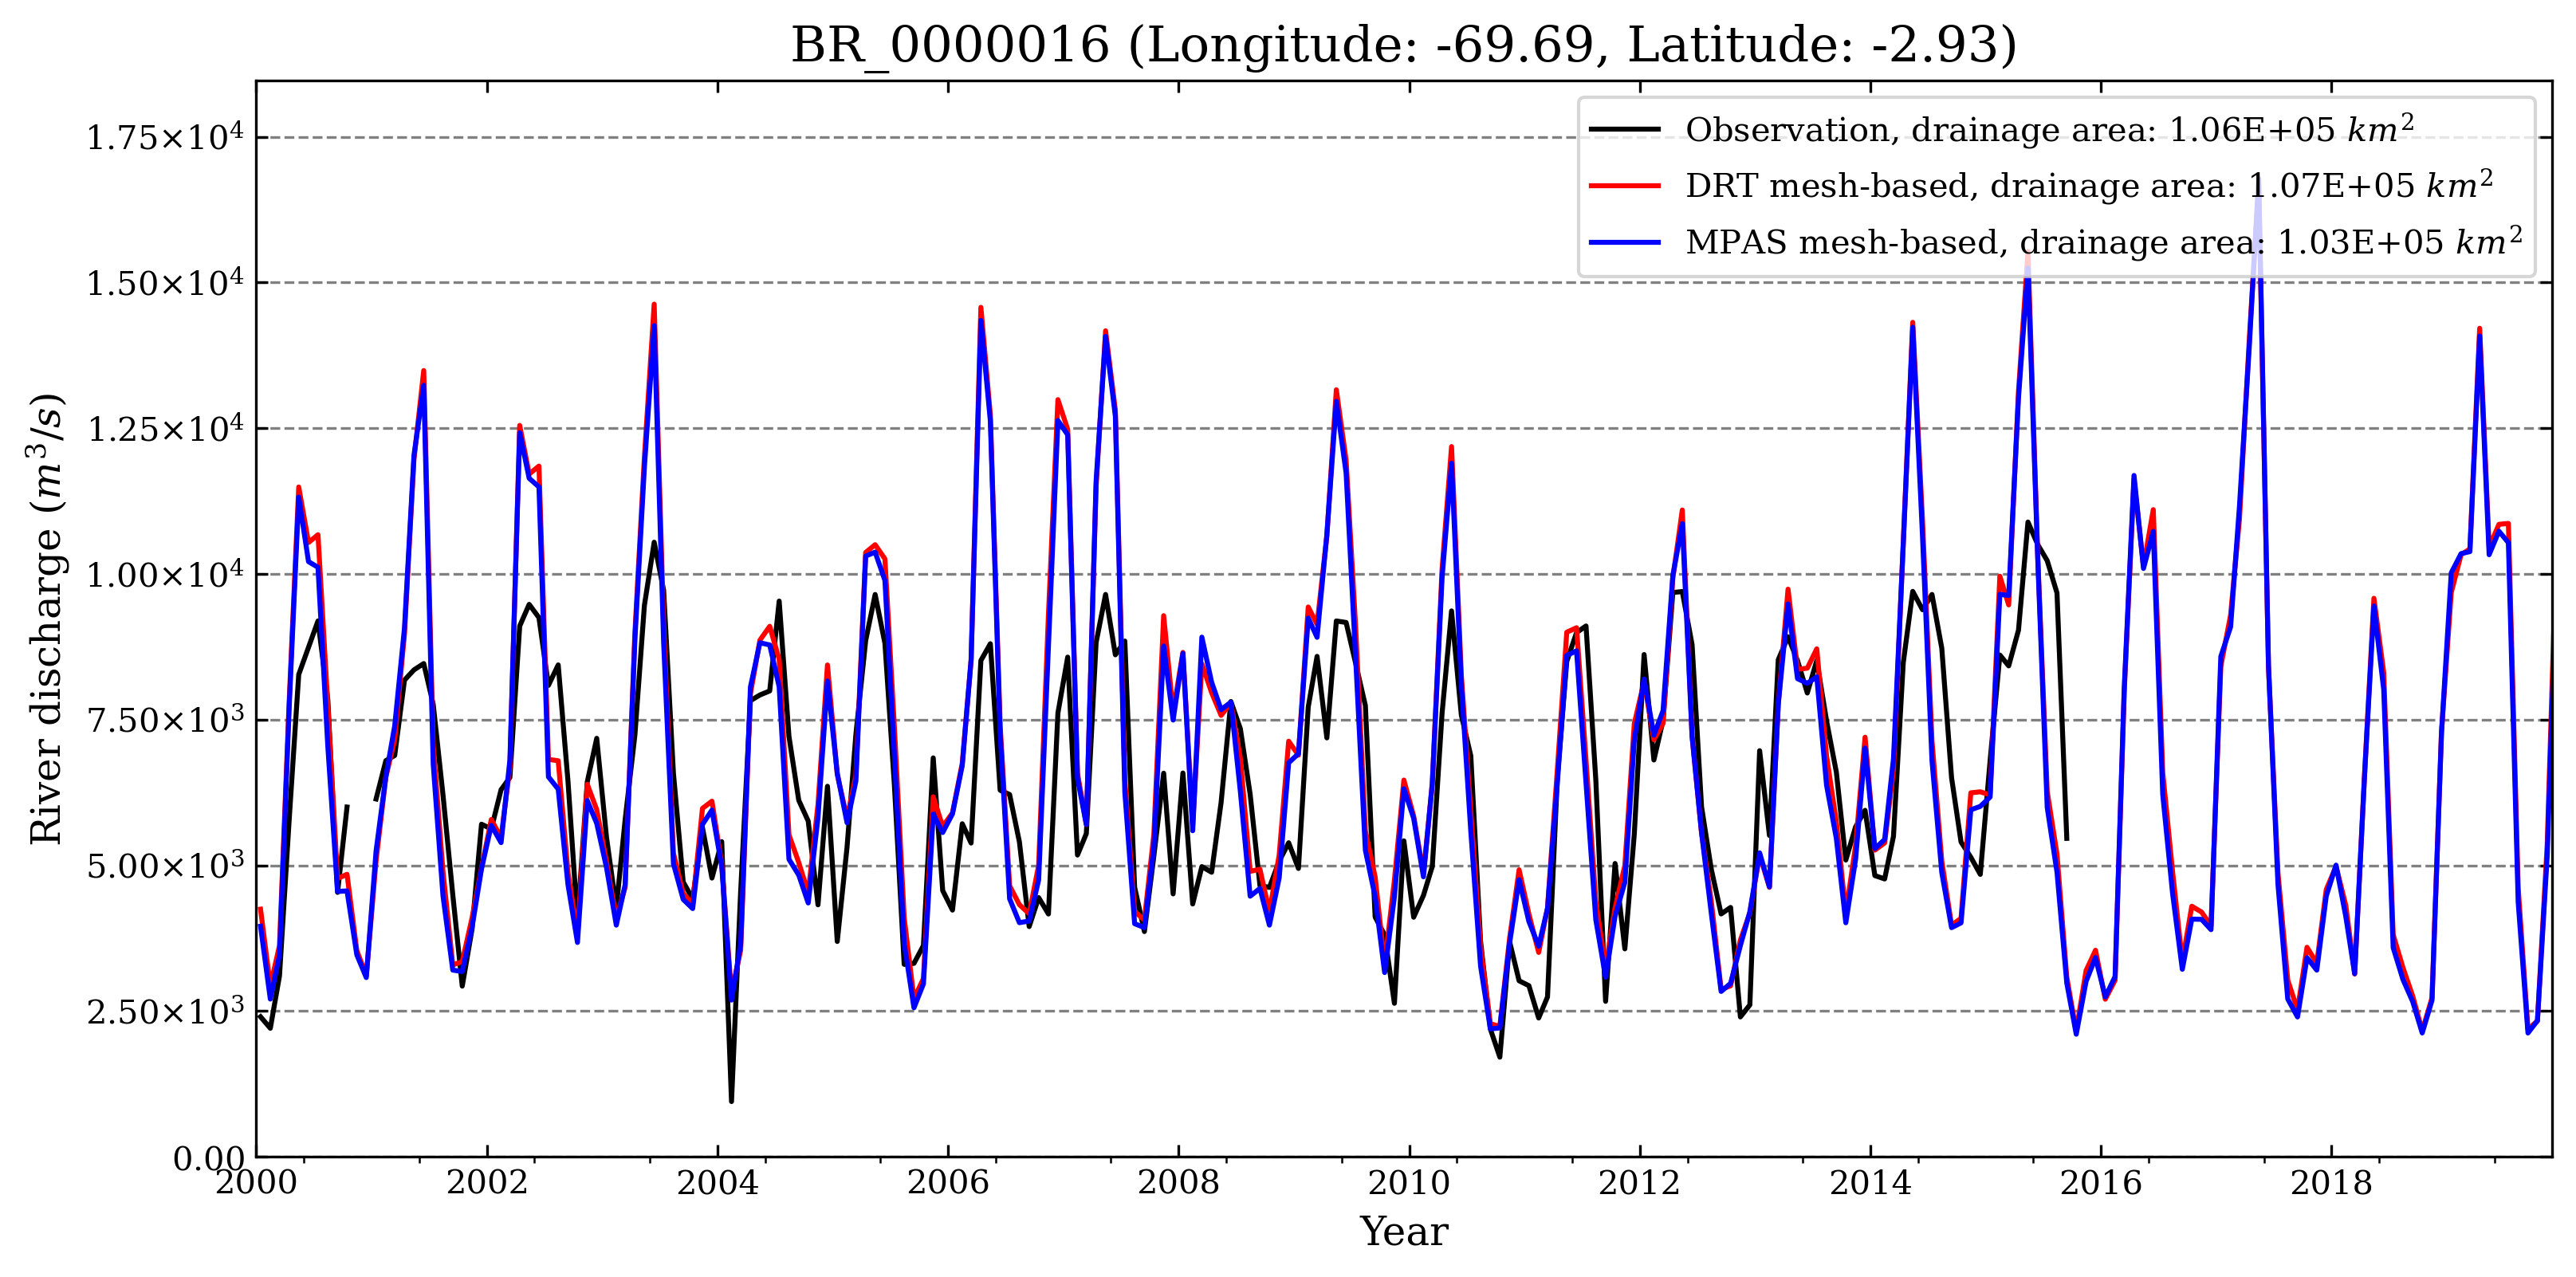 BR_0000016 (Longitude: -69.69, Latitude: -2.93)
Observation, drainage area: 1.06E+05 km²
DRT mesh-based, drainage area: 1.07E+05 km²
MPAS mesh-based, drainage area: 1.03E+05 km²
River discharge (m³/s)
1.75×10⁴
1.50×10⁴
1.25×10⁴
1.00×10⁴
7.50×10³
5.00×10³
2.50×10³
0.00
2000 2002 2004 2006 2008 2010 2012 2014 2016 2018
Year